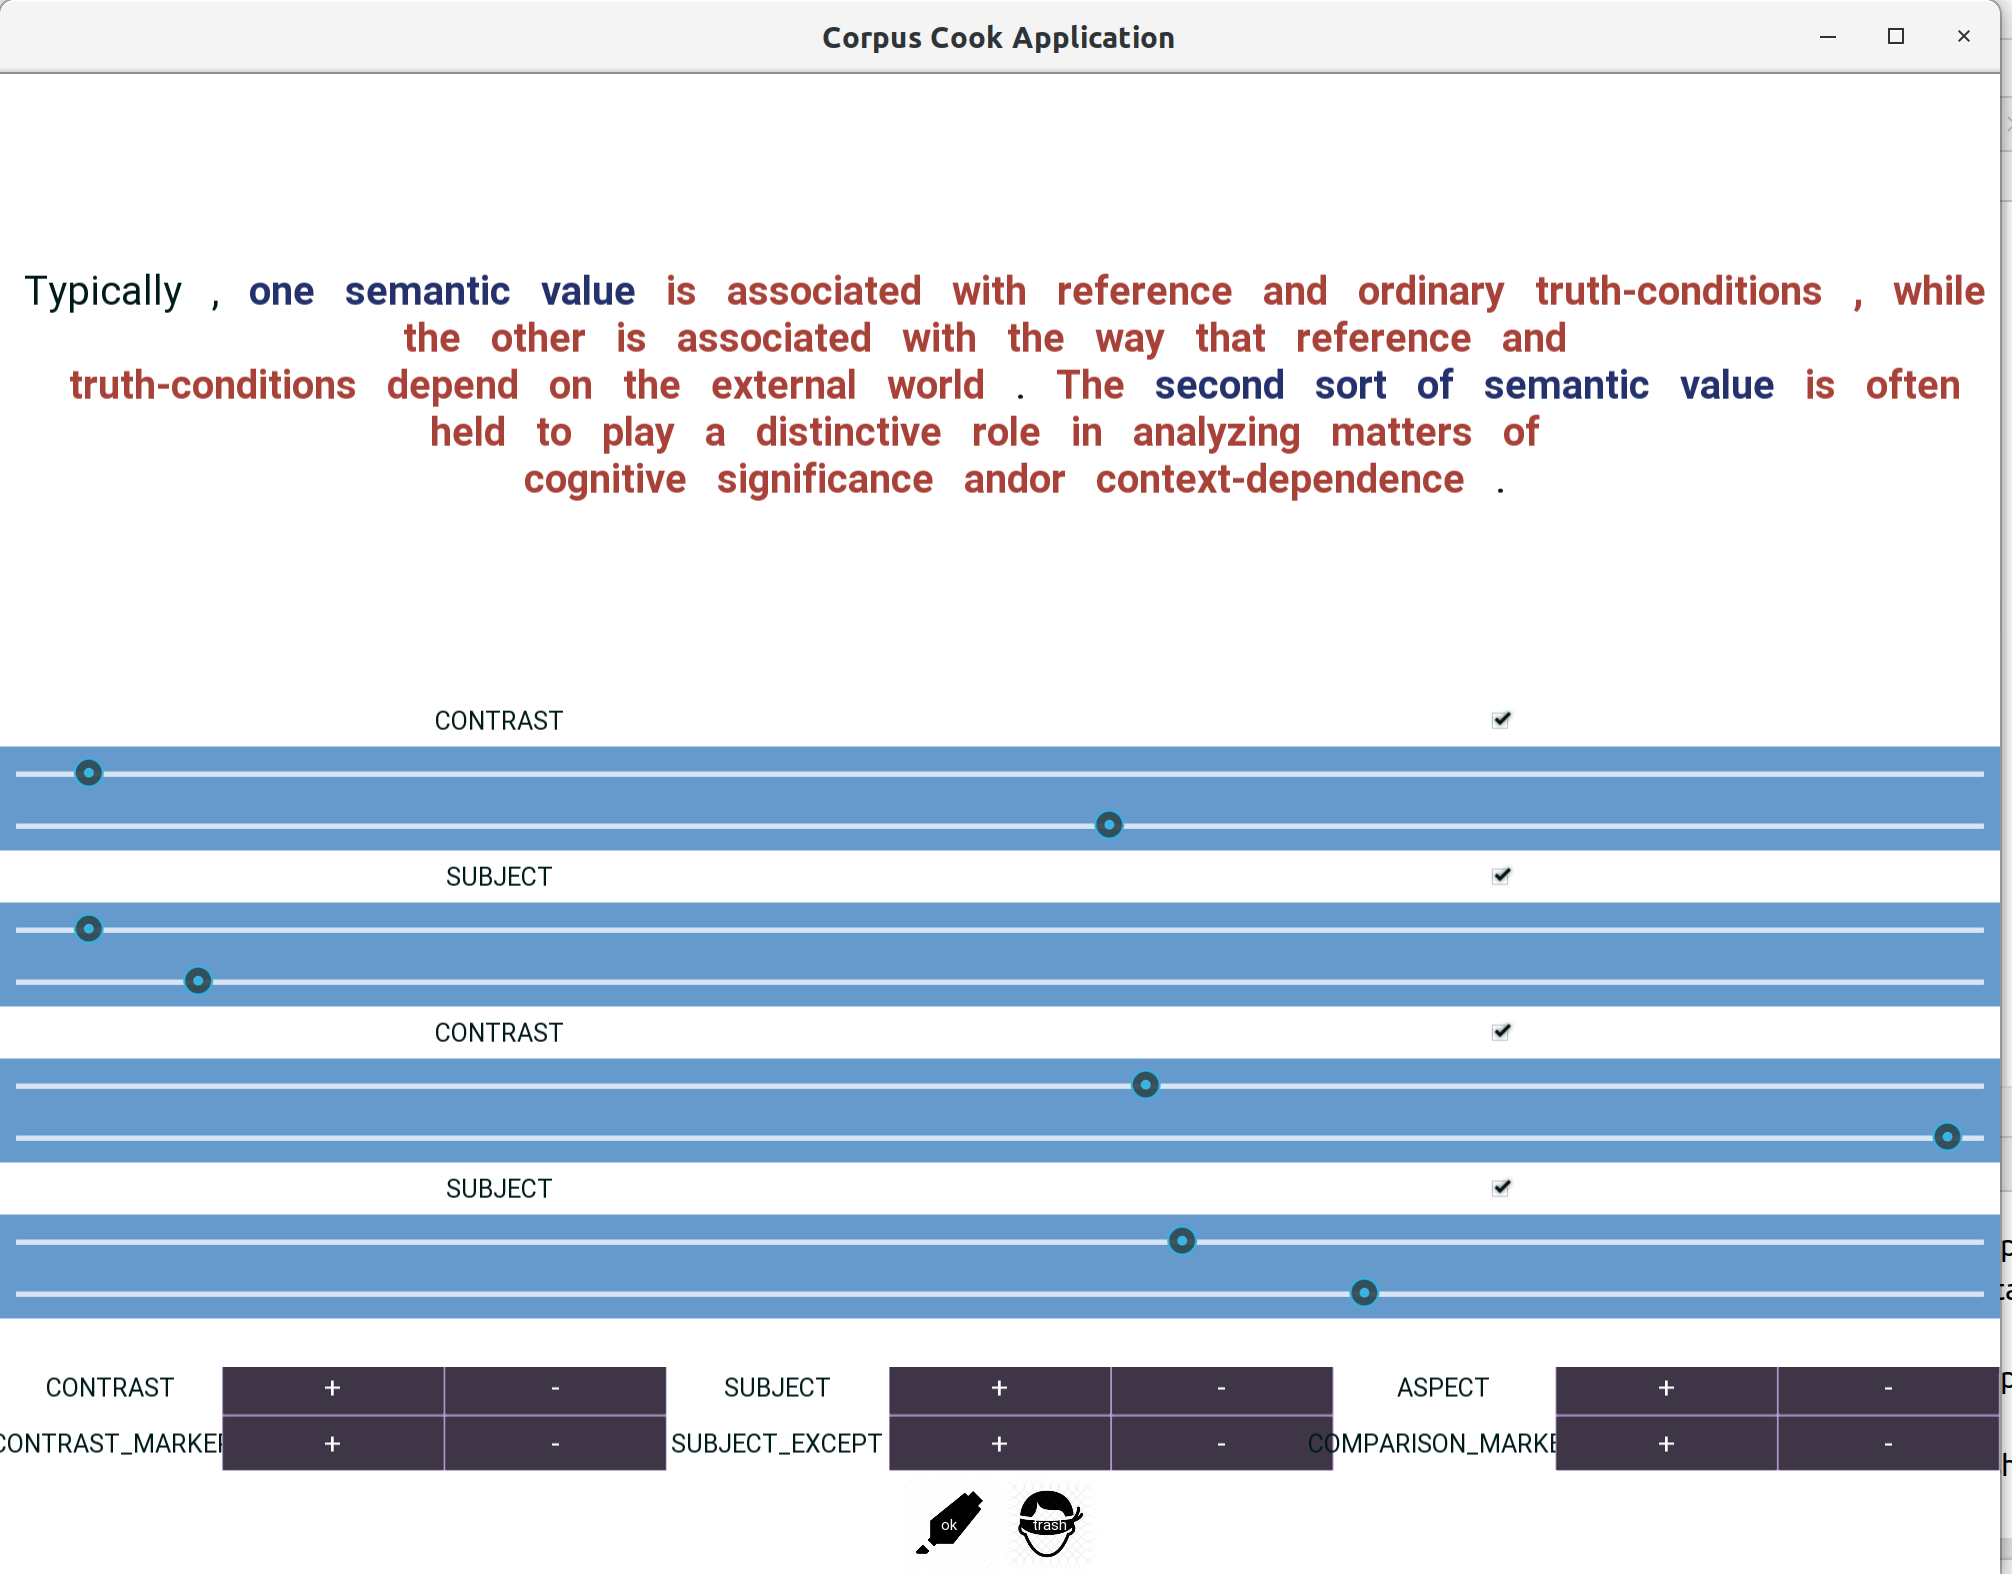 Corpus Cook Application
Typically , one semantic value is associated with reference and ordinary truth-conditions , while
the other is associated with the way that reference and
truth-conditions depend on the external world . The second sort of semantic value is often
held to play a distinctive role in analyzing matters of
cognitive significance andor context-dependence .
CONTRAST
SUBJECT
CONTRAST
SUBJECT
CONTRAST + - SUBJECT + - ASPECT + -
CONTRAST_MARKER + - SUBJECT_EXCEPT + - COMPARISON_MARKE + -
ok trash